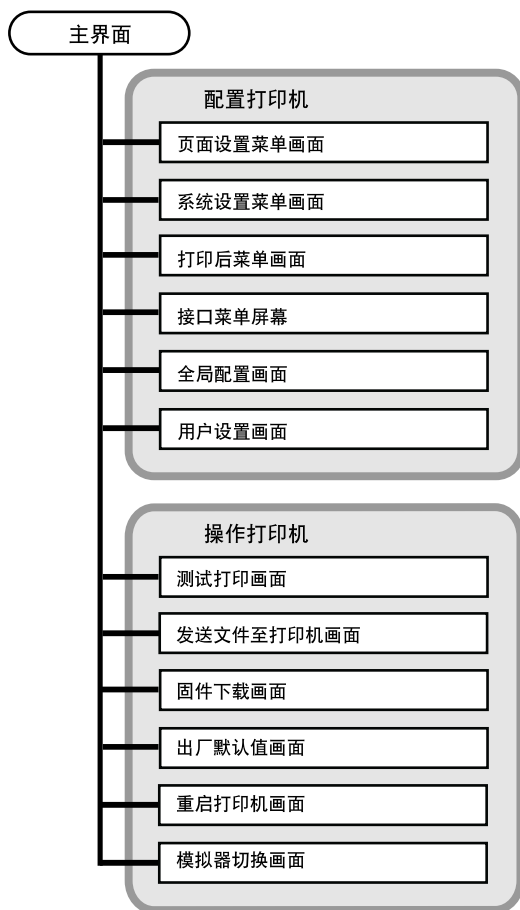 主界面
配置打印机
页面设置菜单画面
系统设置菜单画面
打印后菜单画面
接口菜单屏幕
全局配置画面
用户设置画面
操作打印机
测试打印画面
发送文件至打印机画面
固件下载画面
出厂默认值画面
重启打印机画面
模拟器切换画面